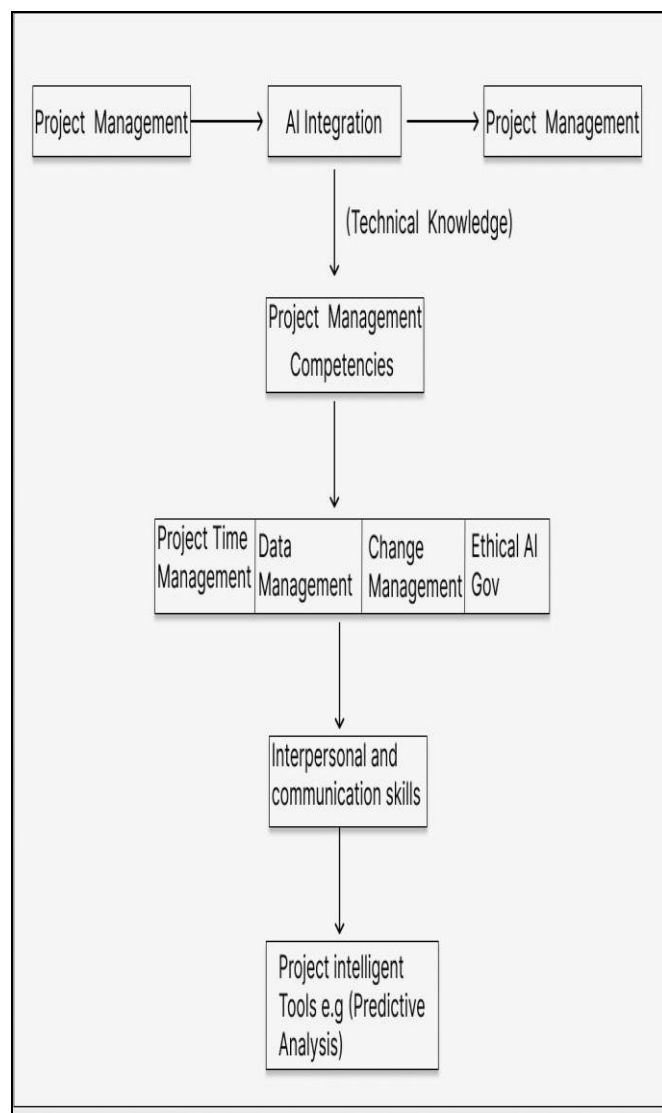 Project Management
AI Integration
Project Management
(Technical Knowledge)
Project Management
Competencies
Project Time
Management
Data
Management
Change
Management
Ethical AI
Gov
Interpersonal and
communication skills
Project intelligent
Tools e.g (Predictive
Analysis)